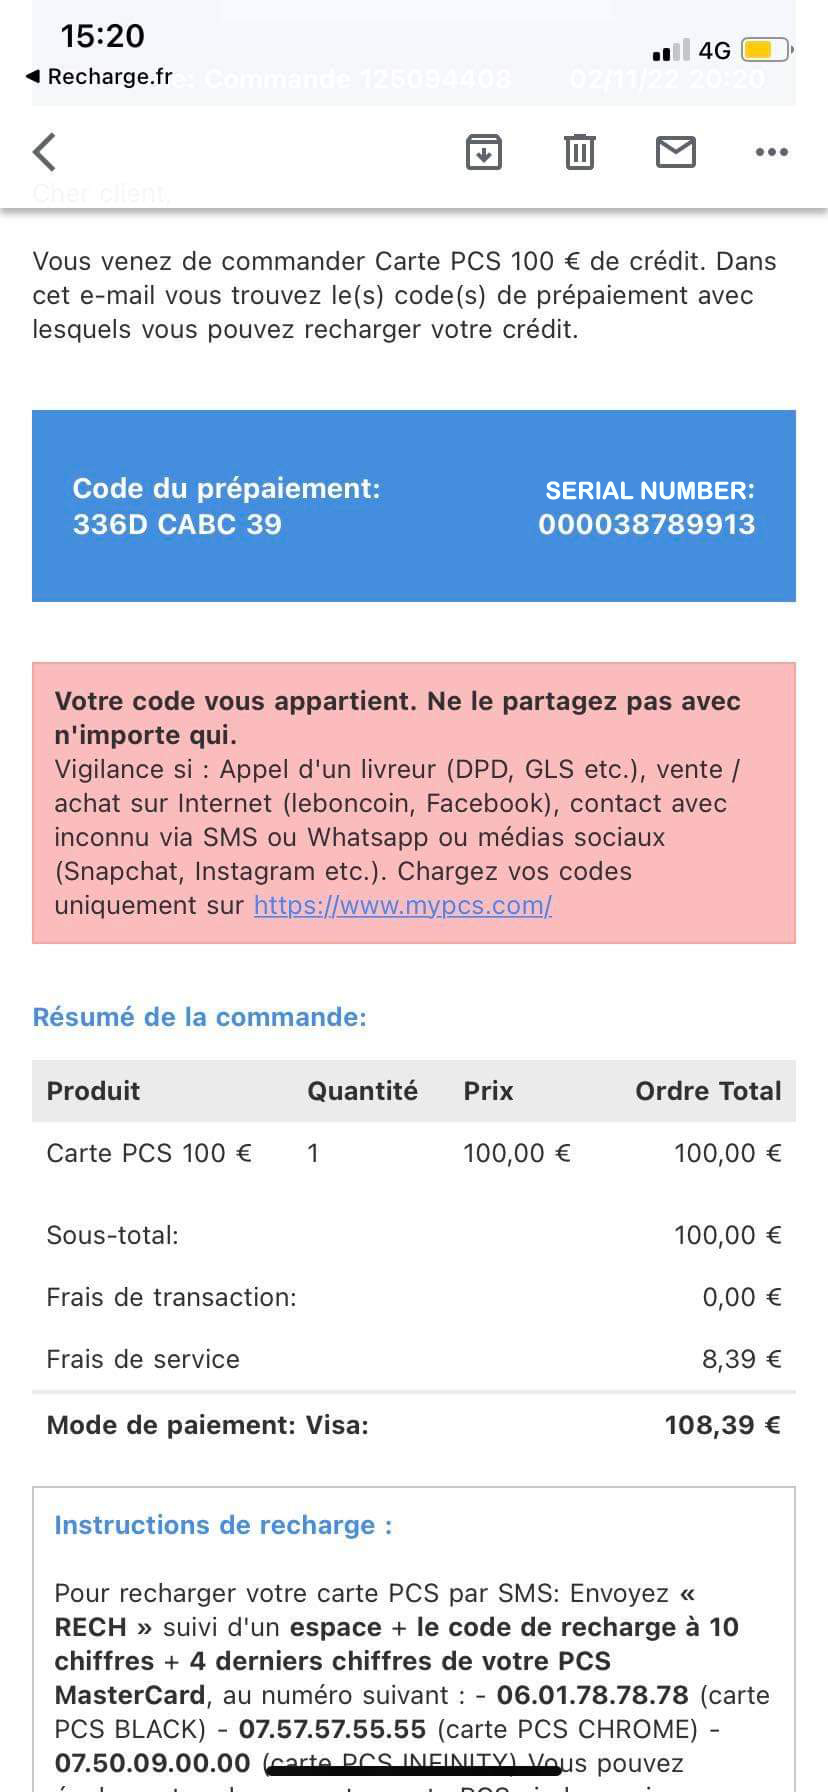 15:20
4G
◀ Recharge.fr
e: Commande 125094408 02/11/22 20:20
Cher client,
Vous venez de commander Carte PCS 100 € de crédit. Dans
cet e-mail vous trouvez le(s) code(s) de prépaiement avec
lesquels vous pouvez recharger votre crédit.
Code du prépaiement: SERIAL NUMBER:
336D CABC 39 000038789913
Votre code vous appartient. Ne le partagez pas avec
n'importe qui.
Vigilance si : Appel d'un livreur (DPD, GLS etc.), vente /
achat sur Internet (leboncoin, Facebook), contact avec
inconnu via SMS ou Whatsapp ou médias sociaux
(Snapchat, Instagram etc.). Chargez vos codes
uniquement sur https://www.mypcs.com/
Résumé de la commande:
Produit Quantité Prix Ordre Total
Carte PCS 100 € 1 100,00 € 100,00 €
Sous-total: 100,00 €
Frais de transaction: 0,00 €
Frais de service 8,39 €
Mode de paiement: Visa: 108,39 €
Instructions de recharge :
Pour recharger votre carte PCS par SMS: Envoyez «
RECH » suivi d'un espace + le code de recharge à 10
chiffres + 4 derniers chiffres de votre PCS
MasterCard, au numéro suivant : - 06.01.78.78.78 (carte
PCS BLACK) - 07.57.57.55.55 (carte PCS CHROME) -
07.50.09.00.00 (carte PCS INFINITY) Vous pouvez